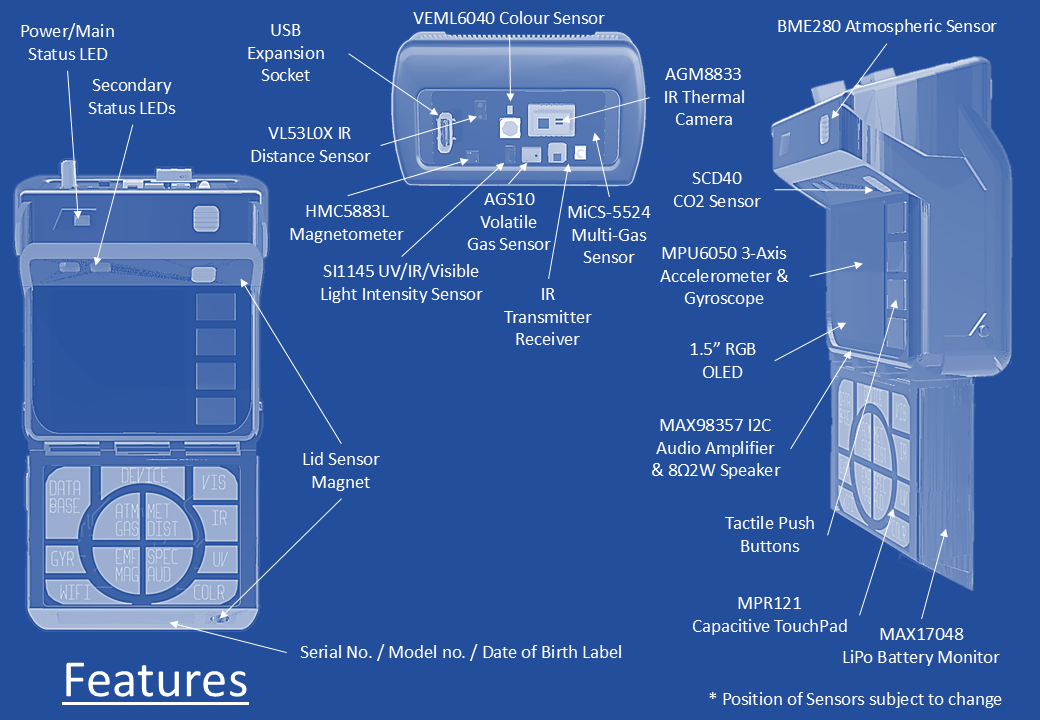 Power/Main
Status LED
Secondary
Status LEDs
USB
Expansion
Socket
VEML6040 Colour Sensor
BME280 Atmospheric Sensor
AGM8833
IR Thermal
Camera
VL53L0X IR
Distance Sensor
HMC5883L
Magnetometer
SI1145 UV/IR/Visible
Light Intensity Sensor
AGS10
Volatile
Gas Sensor
IR
Transmitter
Receiver
MiCS-5524
Multi-Gas
Sensor
SCD40
CO2 Sensor
MPU6050 3-Axis
Accelerometer &
Gyroscope
1.5” RGB
OLED
MAX98357 I2C
Audio Amplifier
& 8Ω2W Speaker
Lid Sensor
Magnet
DATA
BASE
DEVICE
VIS
ATM
GAS
MET
DIST
IR
GYR
EMF
MAG
SPEC
AUD
UV
WIFI
COLR
Tactile Push
Buttons
MPR121
Capacitive TouchPad
MAX17048
LiPo Battery Monitor
Serial No. / Model no. / Date of Birth Label
Features
* Position of Sensors subject to change